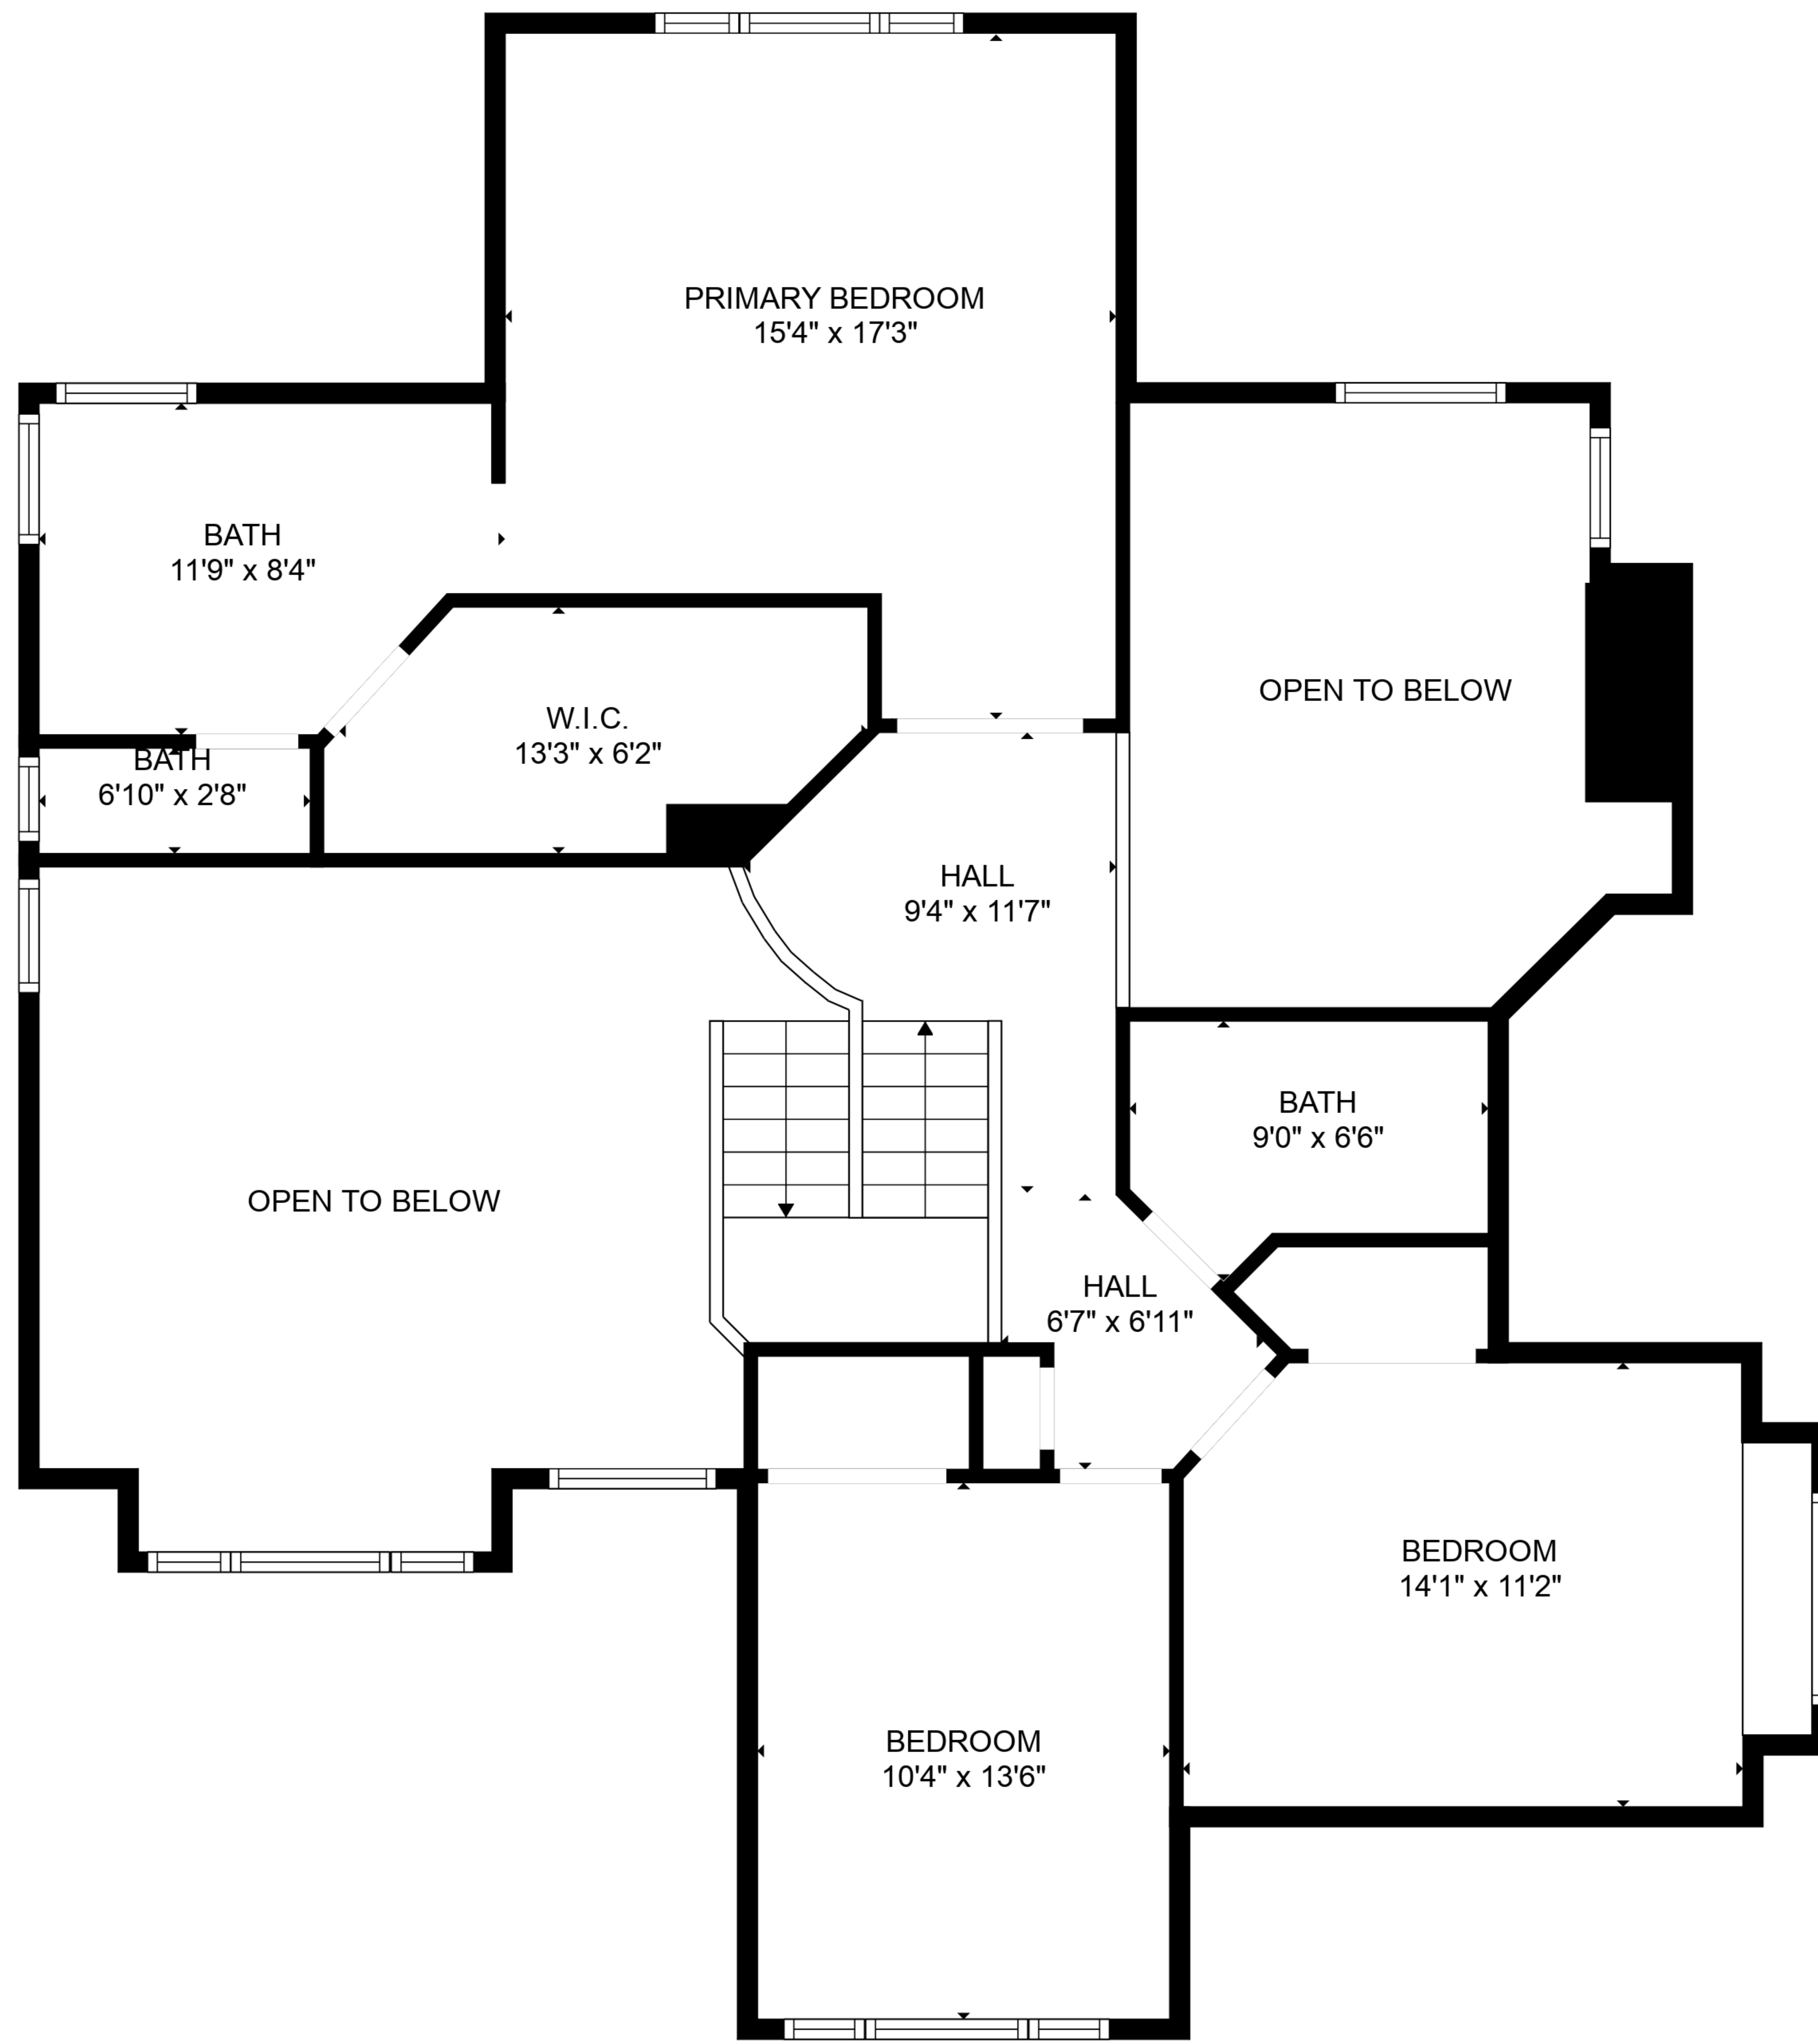 PRIMARY BEDROOM
15'4" x 17'3"
BATH
11'9" x 8'4"
OPEN TO BELOW
W.I.C.
13'3" x 6'2"
BATH
6'10" x 2'8"
HALL
9'4" x 11'7"
BATH
9'0" x 6'6"
OPEN TO BELOW
HALL
6'7" x 6'11"
BEDROOM
14'1" x 11'2"
BEDROOM
10'4" x 13'6"